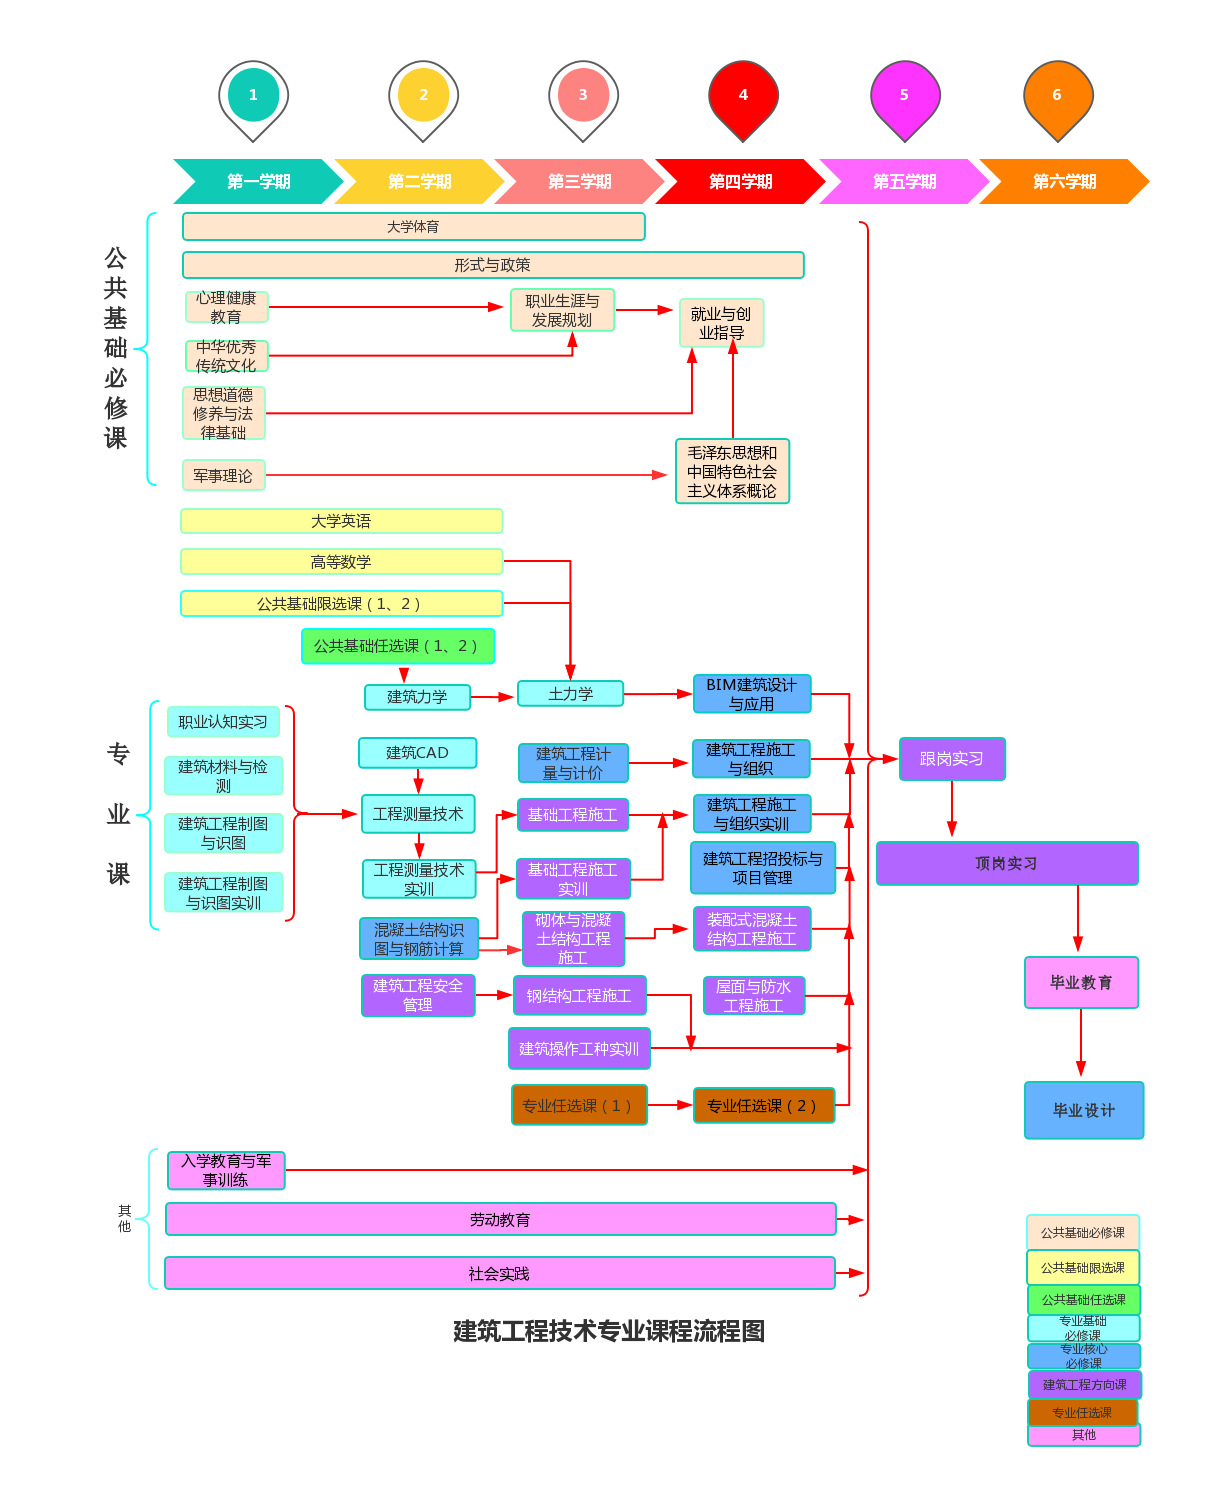 1
2
3
4
5
6
第一学期
第二学期
第三学期
第四学期
第五学期
第六学期
公
共
基
础
必
修
课
大学体育
形式与政策
心理健康
教育
职业生涯与
发展规划
就业与创
业指导
中华优秀
传统文化
思想道德
修养与法
律基础
军事理论
毛泽东思想和
中国特色社会
主义体系概论
大学英语
高等数学
公共基础限选课（1、2）
公共基础任选课（1、2）
建筑力学
土力学
BIM建筑设计
与应用
专
业
课
职业认知实习
建筑材料与检
测
建筑工程制图
与识图
建筑工程制图
与识图实训
建筑CAD
建筑工程计
量与计价
建筑工程施工
与组织
跟岗实习
工程测量技术
基础工程施工
建筑工程施工
与组织实训
工程测量技术
实训
基础工程施工
实训
建筑工程招投标与
项目管理
顶岗实习
混凝土结构识
图与钢筋计算
砌体与混凝
土结构工程
施工
装配式混凝土
结构工程施工
建筑工程安全
管理
钢结构工程施工
屋面与防水
工程施工
毕业教育
建筑操作工种实训
专业任选课（1）
专业任选课（2）
毕业设计
其
他
入学教育与军
事训练
劳动教育
社会实践
建筑工程技术专业课程流程图
公共基础必修课
公共基础限选课
公共基础任选课
专业基础
必修课
专业核心
必修课
建筑工程方向课
专业任选课
其他